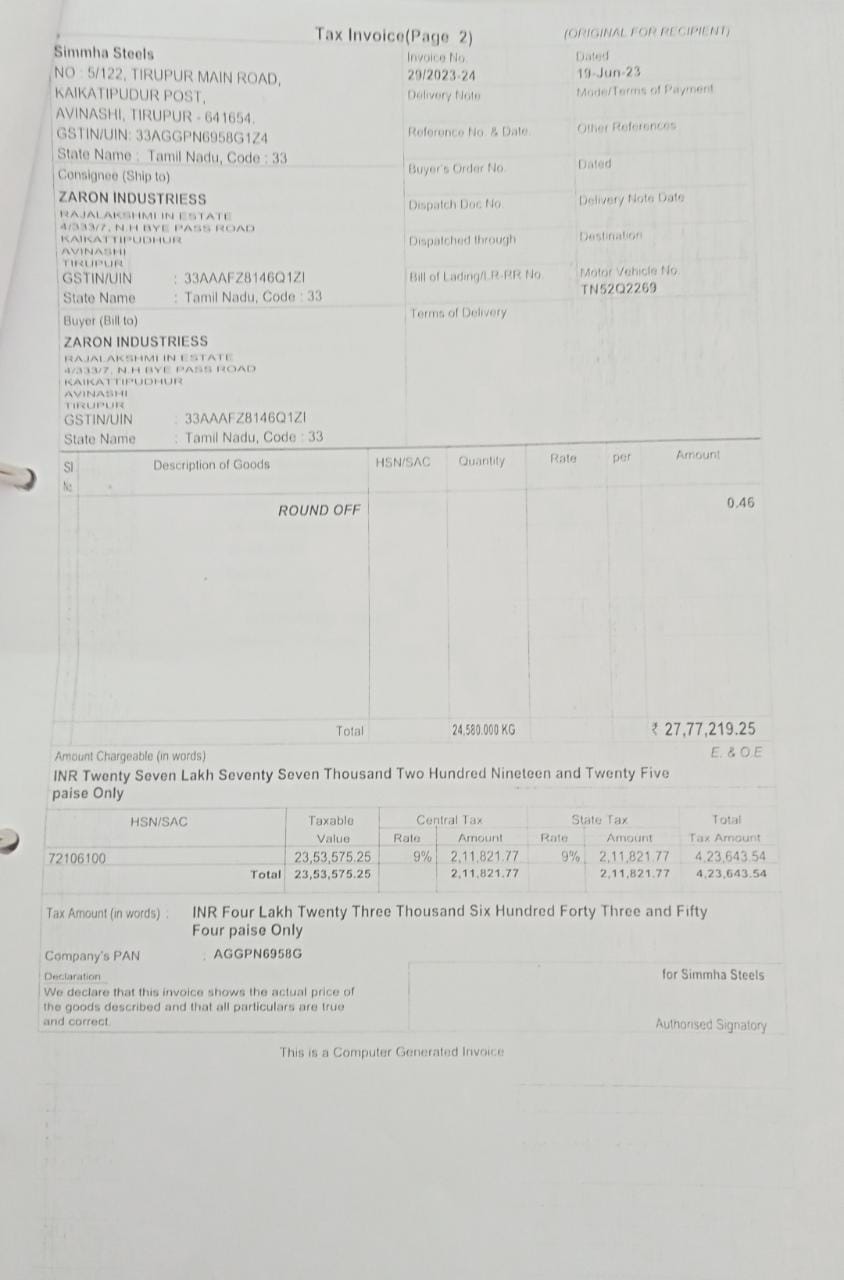 Tax Invoice(Page 2)
(ORIGINAL FOR RECIPIENT)
Simmha Steels
NO : 5/122, TIRUPUR MAIN ROAD,
KAIKATIPUDUR POST,
AVINASHI, TIRUPUR - 641654.
GSTIN/UIN: 33AGGPN6958G1Z4
State Name : Tamil Nadu, Code : 33
Invoice No.
29/2023-24
Dated
19-Jun-23
Delivery Note
Mode/Terms of Payment
Reference No. & Date.
Other References
Buyer's Order No.
Dated
Dispatch Doc No.
Delivery Note Date
Dispatched through
Destination
Bill of Lading/LR-RR No.
Motor Vehicle No.
TN52Q2269
Terms of Delivery
Consignee (Ship to)
ZARON INDUSTRIESS
RAJALAKSHMI IN ESTATE
4/333/7, N.H BYE PASS ROAD
KAIKATTIPUDHUR
AVINASHI
TIRUPUR
GSTIN/UIN : 33AAAFZ8146Q1ZI
State Name : Tamil Nadu, Code : 33
Buyer (Bill to)
ZARON INDUSTRIESS
RAJALAKSHMI IN ESTATE
4/333/7, N.H BYE PASS ROAD
KAIKATTIPUDHUR
AVINASHI
TIRUPUR
GSTIN/UIN : 33AAAFZ8146Q1ZI
State Name : Tamil Nadu, Code : 33
Sl No. Description of Goods HSN/SAC Quantity Rate per Amount
ROUND OFF 0.46
Total 24,580.000 KG ₹ 27,77,219.25
Amount Chargeable (in words) E. & O.E
INR Twenty Seven Lakh Seventy Seven Thousand Two Hundred Nineteen and Twenty Five
paise Only
HSN/SAC Taxable Central Tax State Tax Total
Value Rate Amount Rate Amount Tax Amount
72106100 23,53,575.25 9% 2,11,821.77 9% 2,11,821.77 4,23,643.54
Total 23,53,575.25 2,11,821.77 2,11,821.77 4,23,643.54
Tax Amount (in words) : INR Four Lakh Twenty Three Thousand Six Hundred Forty Three and Fifty
Four paise Only
Company's PAN : AGGPN6958G
Declaration
We declare that this invoice shows the actual price of
the goods described and that all particulars are true
and correct.
for Simmha Steels
Authorised Signatory
This is a Computer Generated Invoice